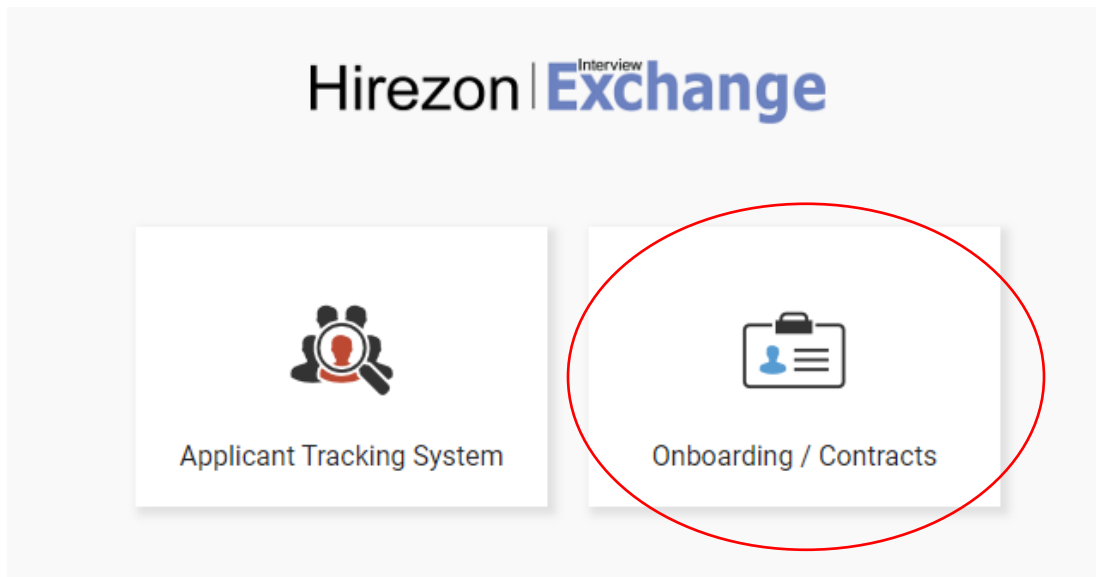 Hirezon Interview Exchange
Applicant Tracking System
Onboarding / Contracts